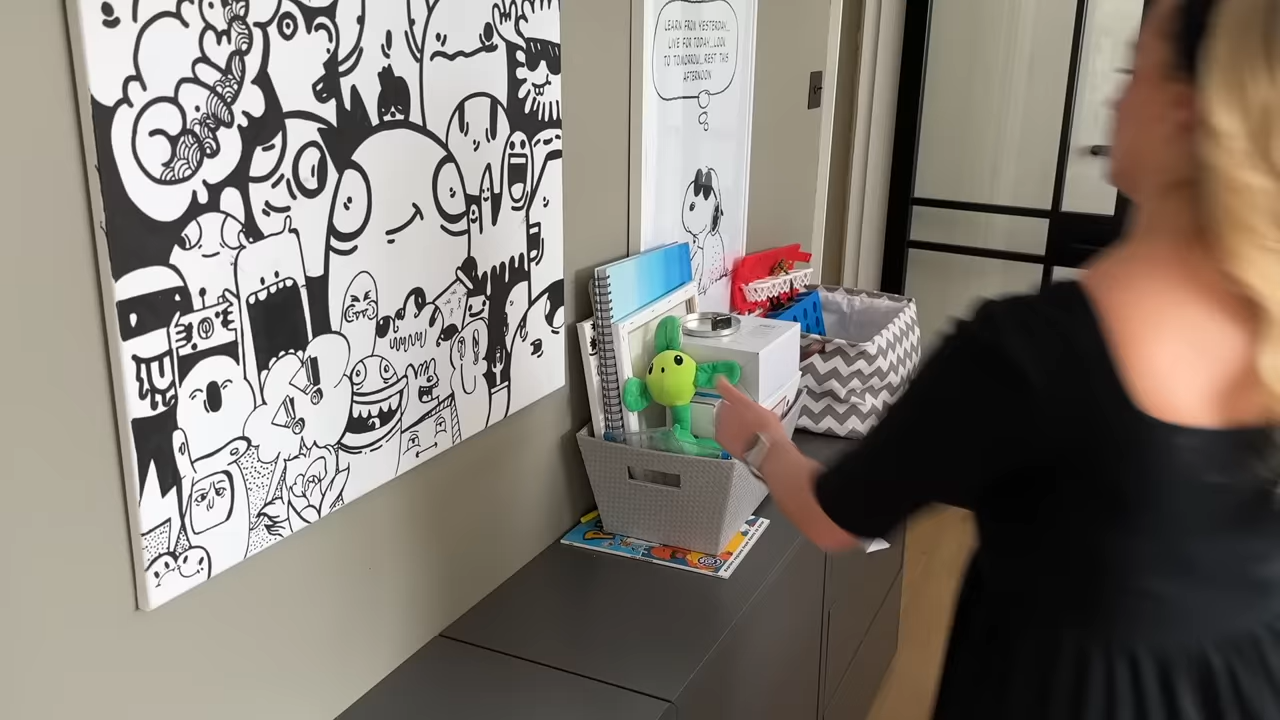 LEARN FROM YESTERDAY...
LIVE FOR TODAY...LOOK
TO TOMORROW...REST THIS
AFTERNOON